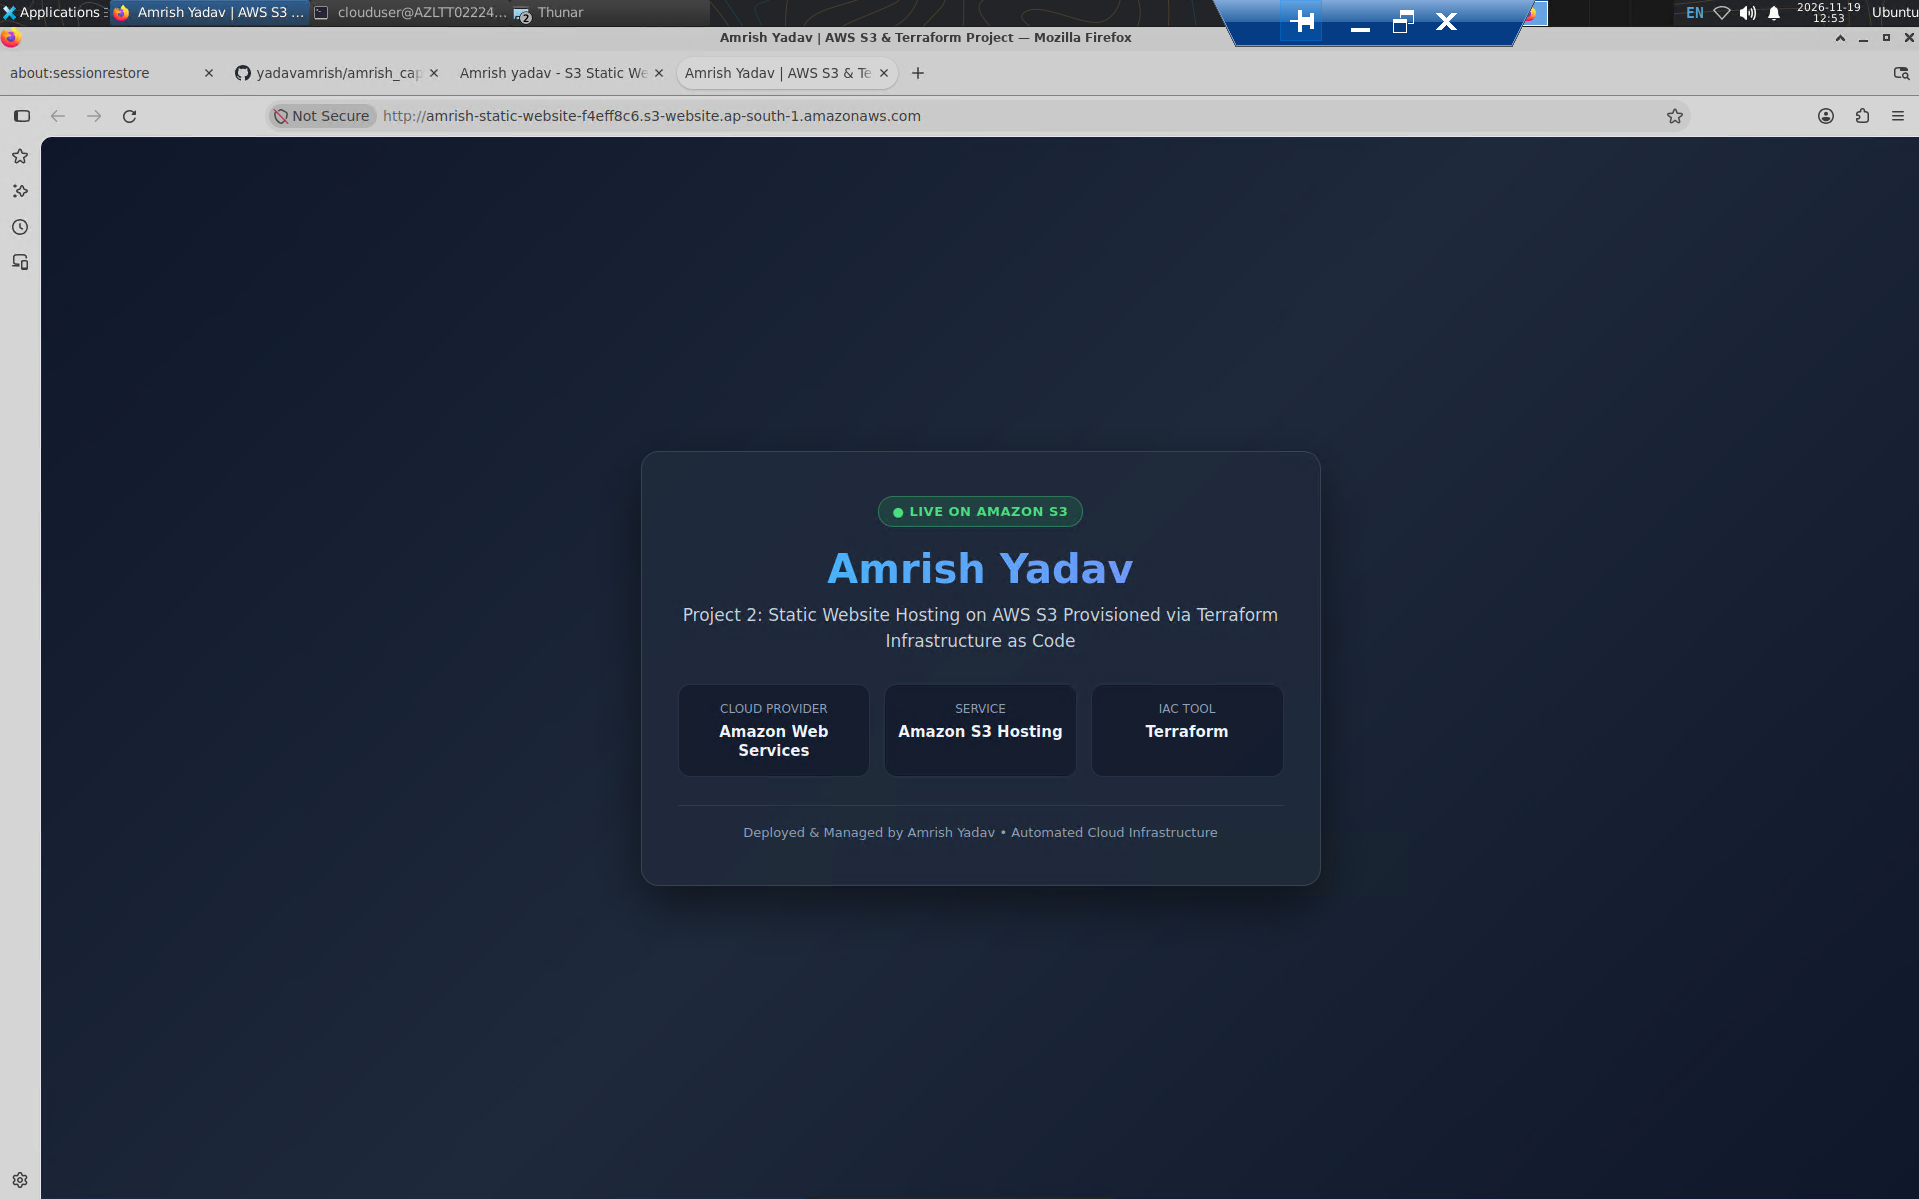 Applications
Amrish Yadav | AWS S3 ...
clouduser@AZLTT02224...
2
Thunar
EN
2026-11-19
12:53
Ubuntu
Amrish Yadav | AWS S3 & Terraform Project — Mozilla Firefox
about:sessionrestore
yadavamrish/amrish_cap
Amrish yadav - S3 Static We
Amrish Yadav | AWS S3 & Te
Not Secure
http://amrish-static-website-f4eff8c6.s3-website.ap-south-1.amazonaws.com
LIVE ON AMAZON S3
Amrish Yadav
Project 2: Static Website Hosting on AWS S3 Provisioned via Terraform
Infrastructure as Code
CLOUD PROVIDER
Amazon Web
Services
SERVICE
Amazon S3 Hosting
IAC TOOL
Terraform
Deployed & Managed by Amrish Yadav • Automated Cloud Infrastructure